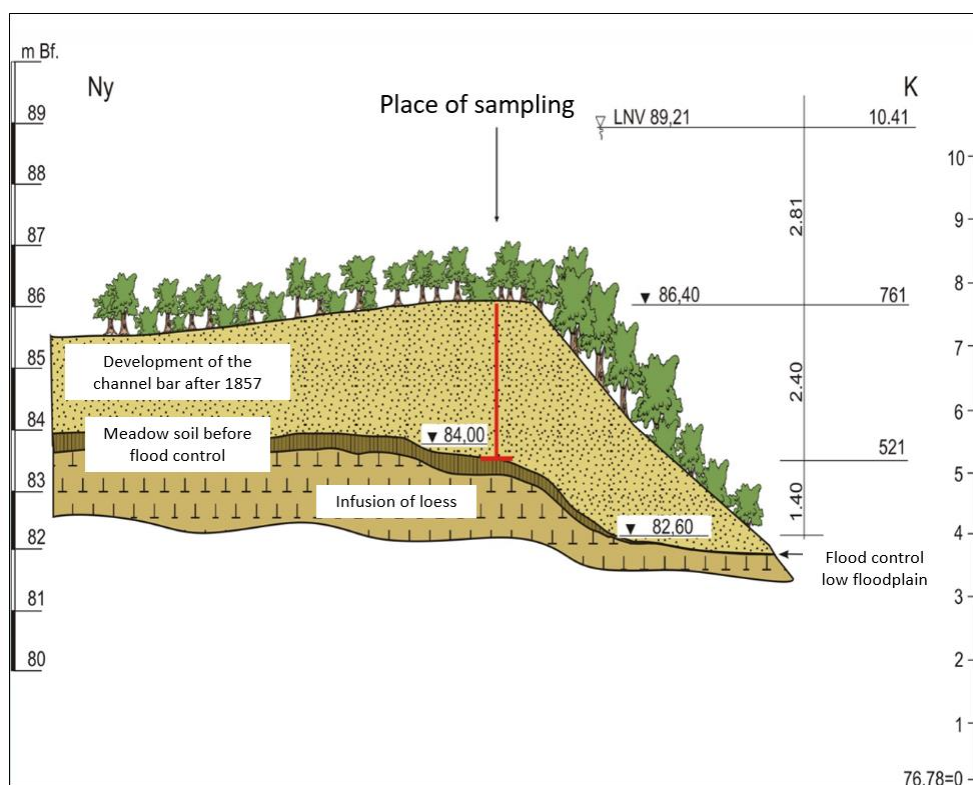 m Bf.
Ny
K
Place of sampling
LNV 89,21
10.41
89
88
87
86
85
84
83
82
81
80
10
9
8
7
6
5
4
3
2
1
76.78=0
2.81
86,40
761
2.40
Development of the
channel bar after 1857
Meadow soil before
flood control
84,00
521
Infusion of loess
1.40
82,60
Flood control
low floodplain